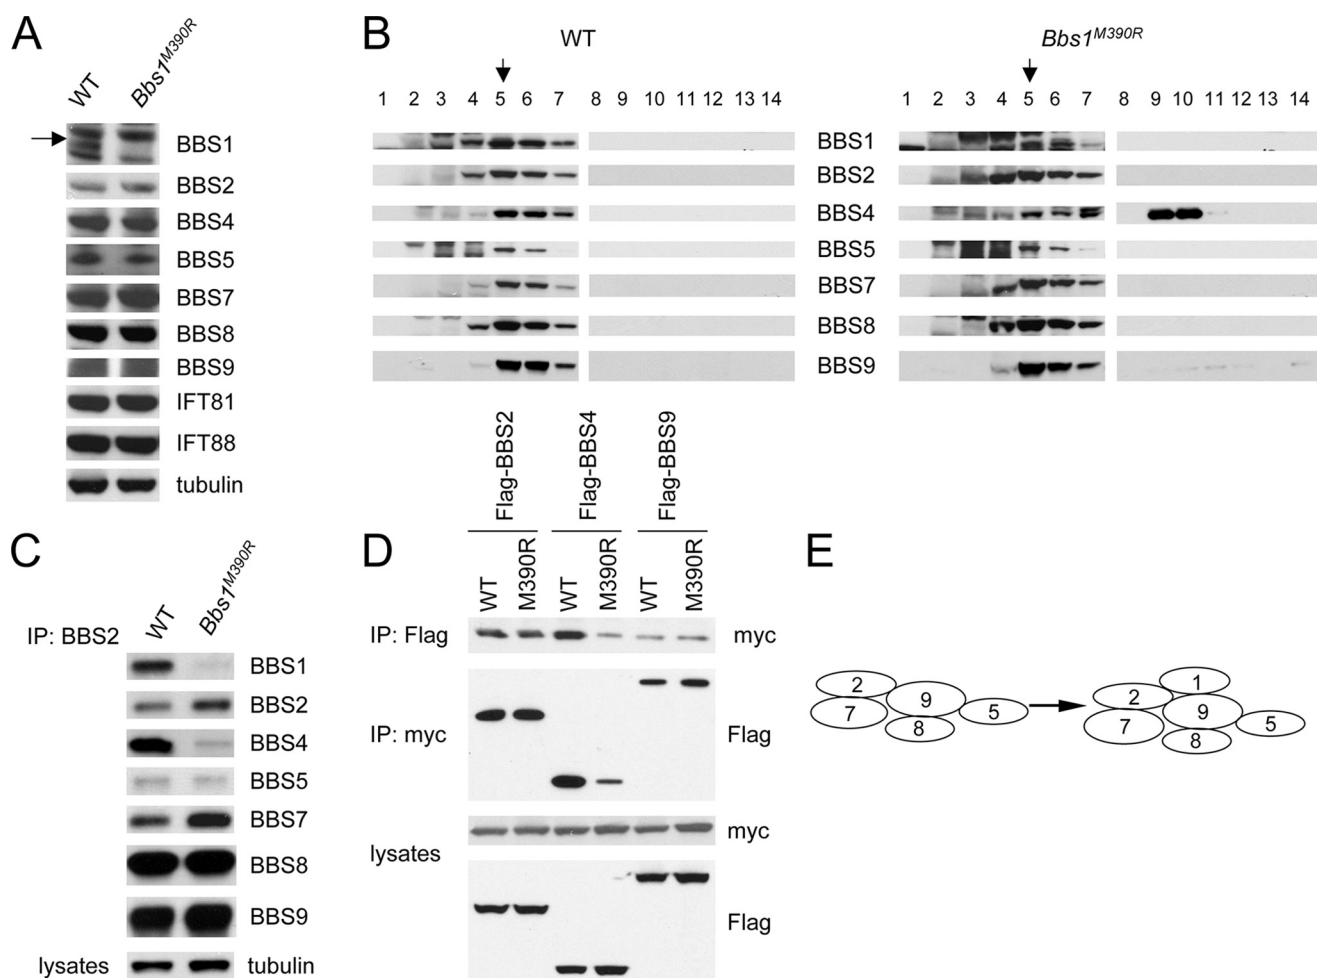 A
WT
Bbs1M390R
BBS1
BBS2
BBS4
BBS5
BBS7
BBS8
BBS9
IFT81
IFT88
tubulin
B
WT
Bbs1M390R
1 2 3 4 5 6 7 8 9 10 11 12 13 14
1 2 3 4 5 6 7 8 9 10 11 12 13 14
BBS1
BBS2
BBS4
BBS5
BBS7
BBS8
BBS9
C
WT
Bbs1M390R
IP: BBS2
BBS1
BBS2
BBS4
BBS5
BBS7
BBS8
BBS9
lysates tubulin
D
Flag-BBS2
Flag-BBS4
Flag-BBS9
WT M390R WT M390R WT M390R
IP: Flag myc
IP: myc Flag
lysates
myc
Flag
E
2 7 9 8 5
2 7 1 9 8 5